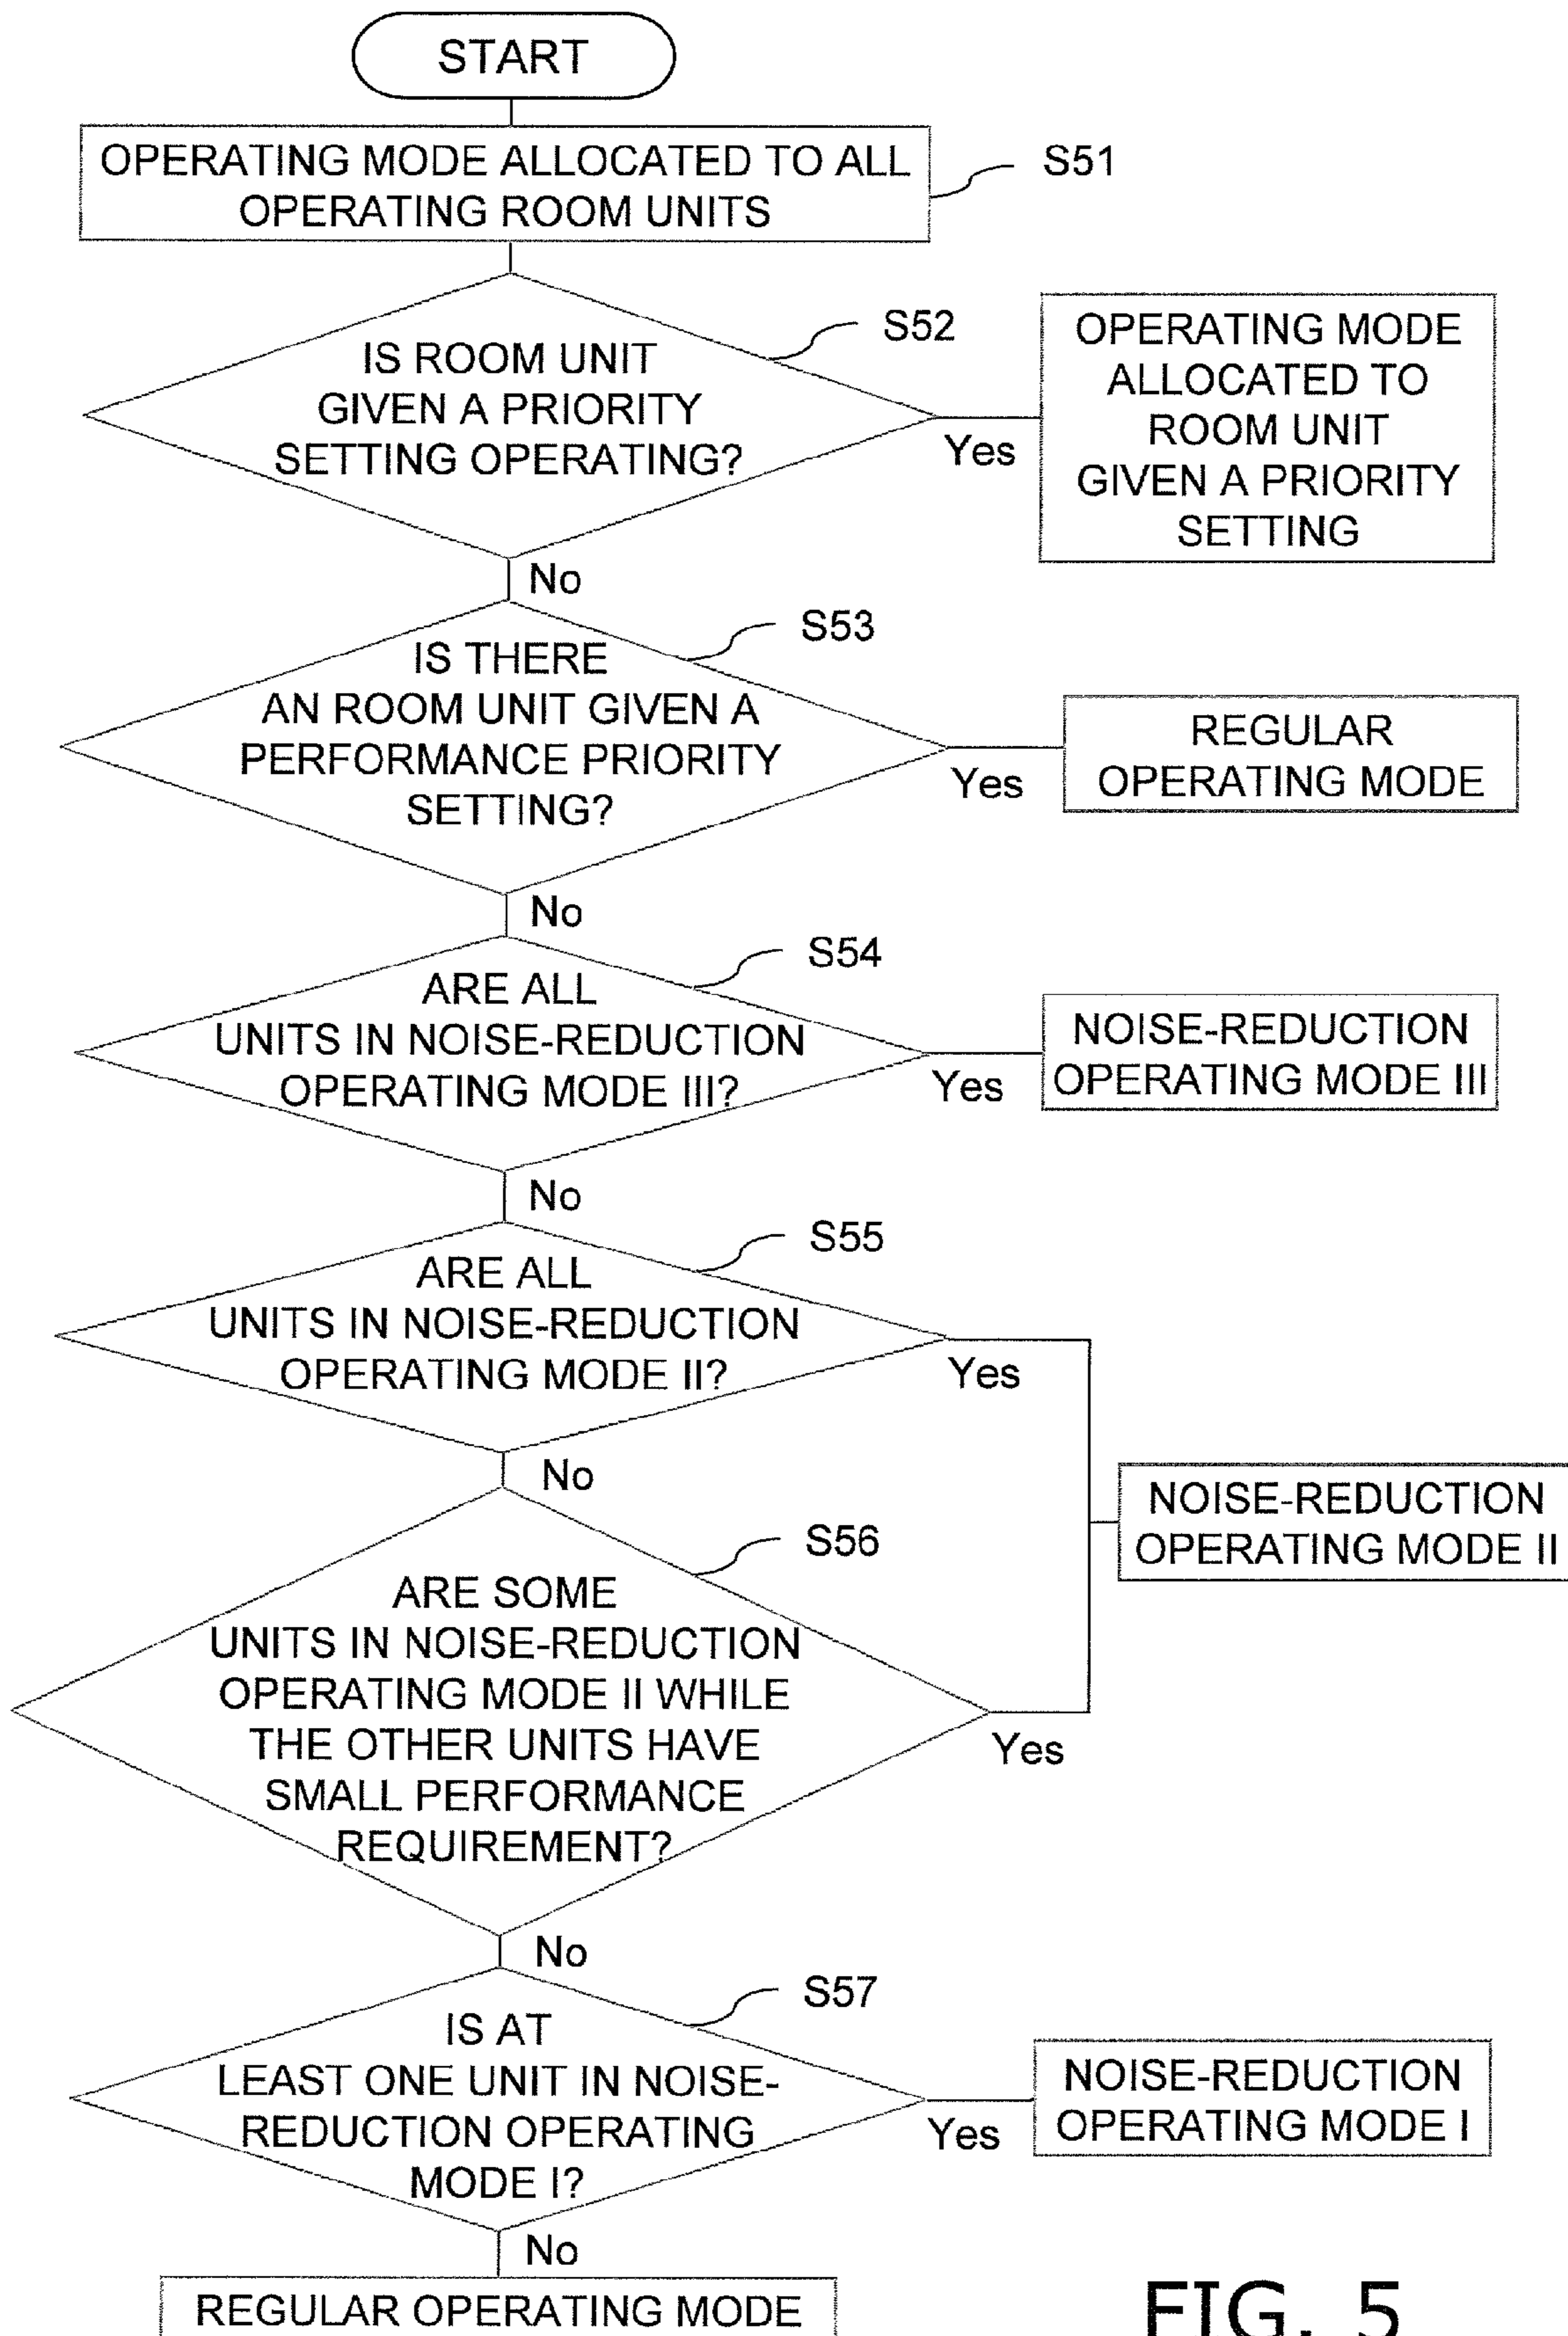 START
OPERATING MODE ALLOCATED TO ALL
OPERATING ROOM UNITS
S51
IS ROOM UNIT
GIVEN A PRIORITY
SETTING OPERATING?
S52
Yes
OPERATING MODE
ALLOCATED TO
ROOM UNIT
GIVEN A PRIORITY
SETTING
No
IS THERE
AN ROOM UNIT GIVEN A
PERFORMANCE PRIORITY
SETTING?
S53
Yes
REGULAR
OPERATING MODE
No
ARE ALL
UNITS IN NOISE-REDUCTION
OPERATING MODE III?
S54
Yes
NOISE-REDUCTION
OPERATING MODE III
No
ARE ALL
UNITS IN NOISE-REDUCTION
OPERATING MODE II?
S55
Yes
No
NOISE-REDUCTION
OPERATING MODE II
ARE SOME
UNITS IN NOISE-REDUCTION
OPERATING MODE II WHILE
THE OTHER UNITS HAVE
SMALL PERFORMANCE
REQUIREMENT?
S56
Yes
No
IS AT
LEAST ONE UNIT IN NOISE-
REDUCTION OPERATING
MODE I?
S57
Yes
NOISE-REDUCTION
OPERATING MODE I
No
REGULAR OPERATING MODE
FIG. 5